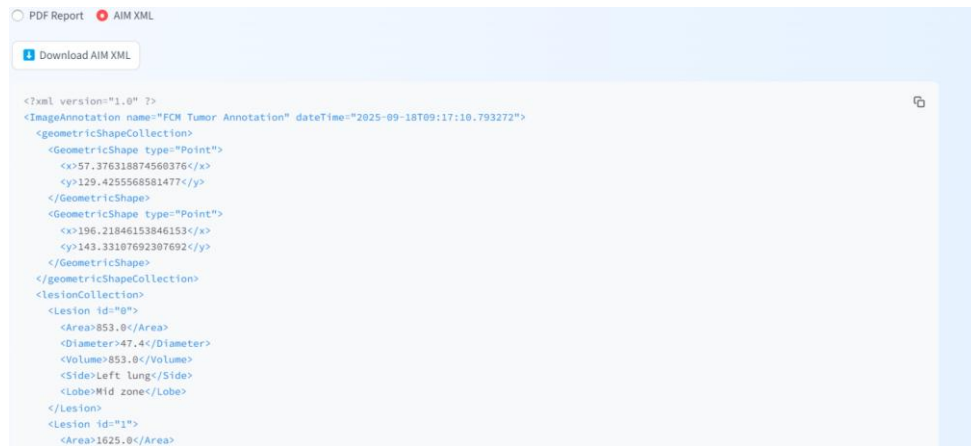 PDF Report AIM XML
Download AIM XML
<?xml version="1.0" ?>
<ImageAnnotation name="FCM Tumor Annotation" dateTime="2025-09-18T09:17:10.793272">
<geometricShapeCollection>
<GeometricShape type="Point">
<x>57.376318874560376</x>
<y>129.4255568581477</y>
</GeometricShape>
<GeometricShape type="Point">
<x>196.21846153846153</x>
<y>143.33107692307692</y>
</GeometricShape>
</geometricShapeCollection>
<lesionCollection>
<Lesion id="0">
<Area>853.0</Area>
<Diameter>47.4</Diameter>
<Volume>853.0</Volume>
<Side>Left lung</Side>
<Lobe>Mid zone</Lobe>
</Lesion>
<Lesion id="1">
<Area>1625.0</Area>